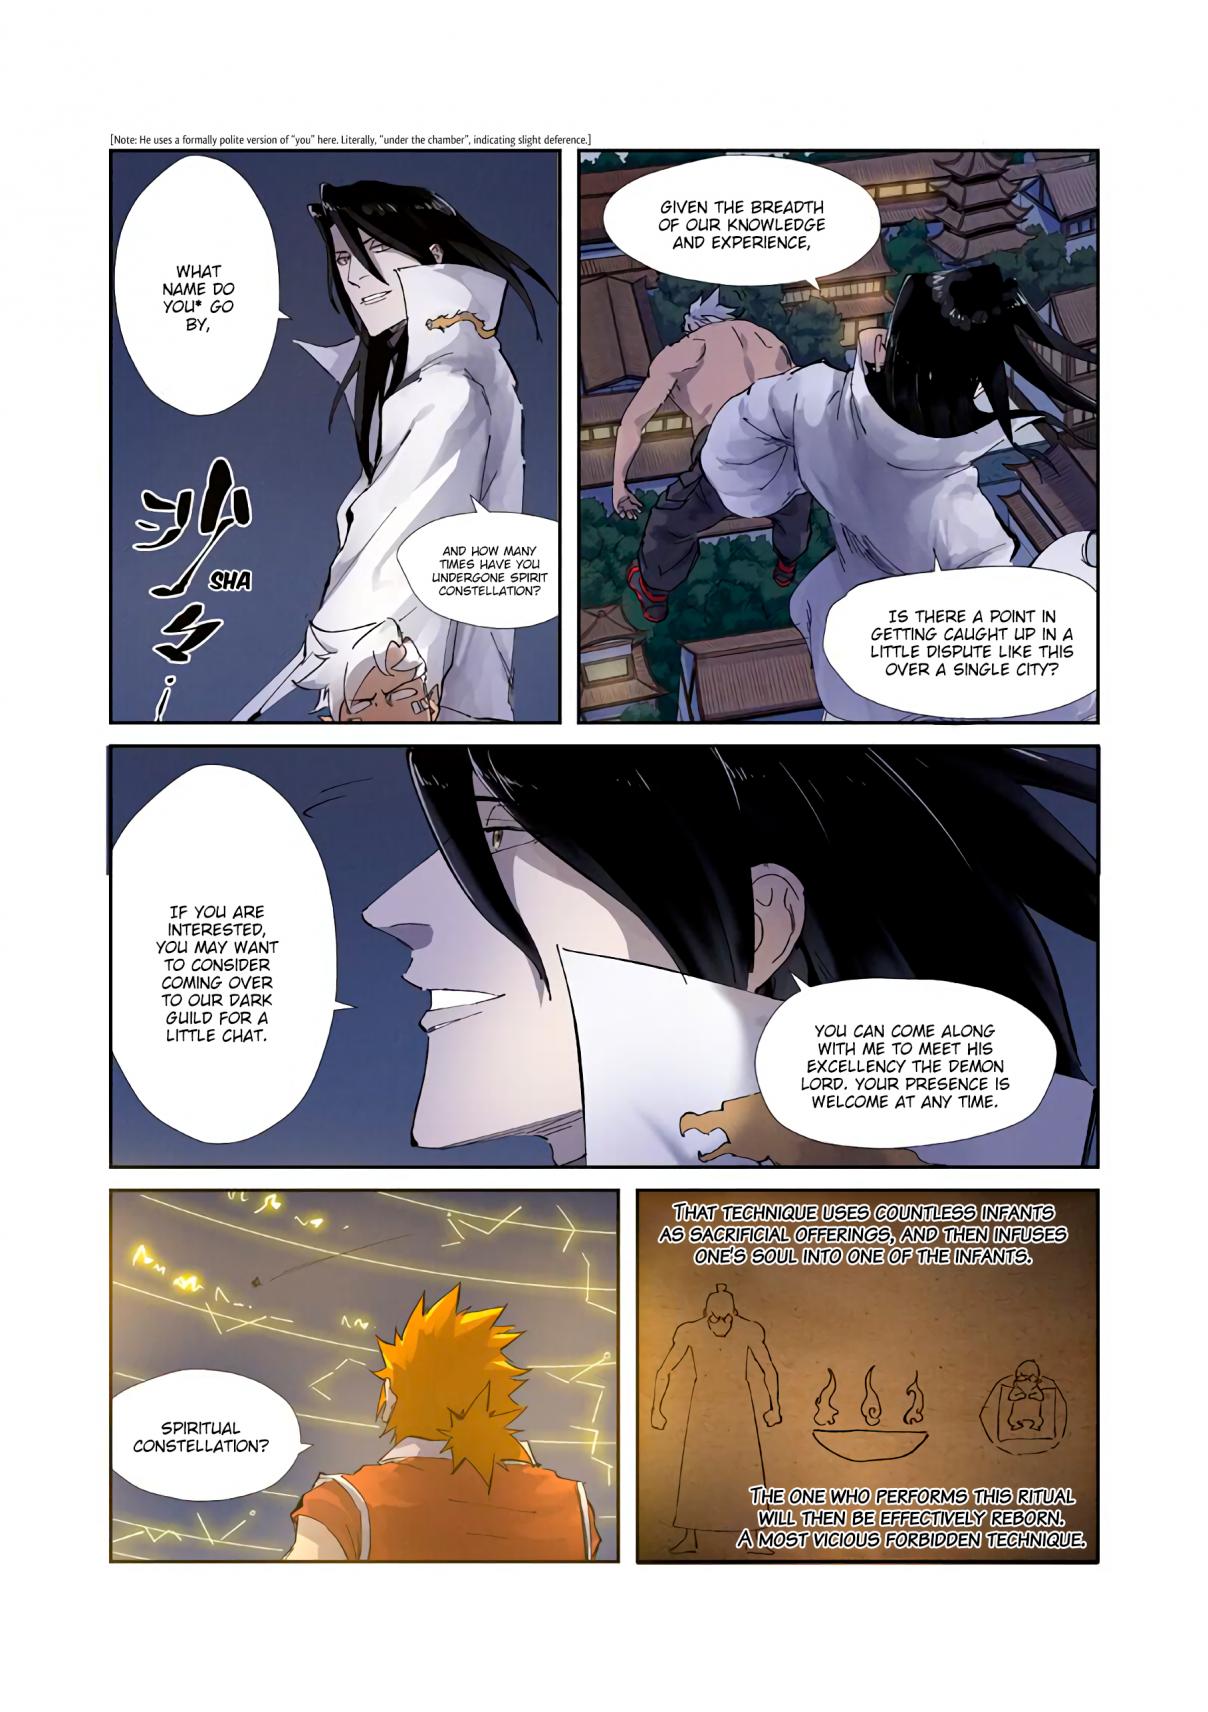 [Note: He uses a formally polite version of "you" here. Literally, "under the chamber", indicating slight deference.]
WHAT
NAME DO
YOU* GO
BY,
SHA
AND HOW MANY
TIMES HAVE YOU
UNDERGONE SPIRIT
CONSTELLATION?
GIVEN THE BREADTH
OF OUR KNOWLEDGE
AND EXPERIENCE,
IS THERE A POINT IN
GETTING CAUGHT UP IN A
LITTLE DISPUTE LIKE THIS
OVER A SINGLE CITY?
IF YOU ARE
INTERESTED,
YOU MAY WANT
TO CONSIDER
COMING OVER
TO OUR DARK
GUILD FOR A
LITTLE CHAT.
YOU CAN COME ALONG
WITH ME TO MEET HIS
EXCELLENCY THE DEMON
LORD. YOUR PRESENCE IS
WELCOME AT ANY TIME.
SPIRITUAL
CONSTELLATION?
THAT TECHNIQUE USES COUNTLESS INFANTS
AS SACRIFICIAL OFFERINGS, AND THEN INFUSES
ONE'S SOUL INTO ONE OF THE INFANTS.
THE ONE WHO PERFORMS THIS RITUAL
WILL THEN BE EFFECTIVELY REBORN.
A MOST VICIOUS FORBIDDEN TECHNIQUE.